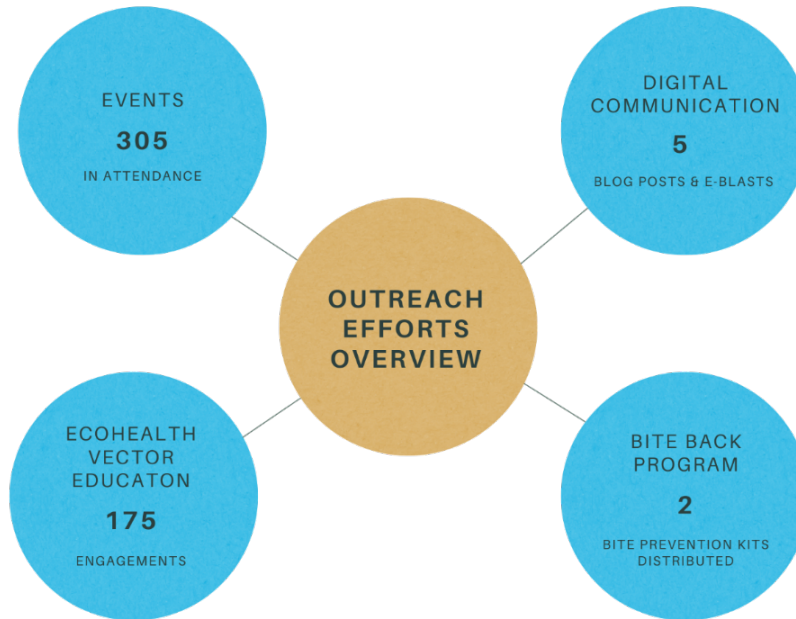 EVENTS
305
IN ATTENDANCE
DIGITAL
COMMUNICATION
5
BLOG POSTS & E-BLASTS
OUTREACH
EFFORTS
OVERVIEW
ECOHEALTH
VECTOR
EDUCATON
175
ENGAGEMENTS
BITE BACK
PROGRAM
2
BITE PREVENTION KITS
DISTRIBUTED